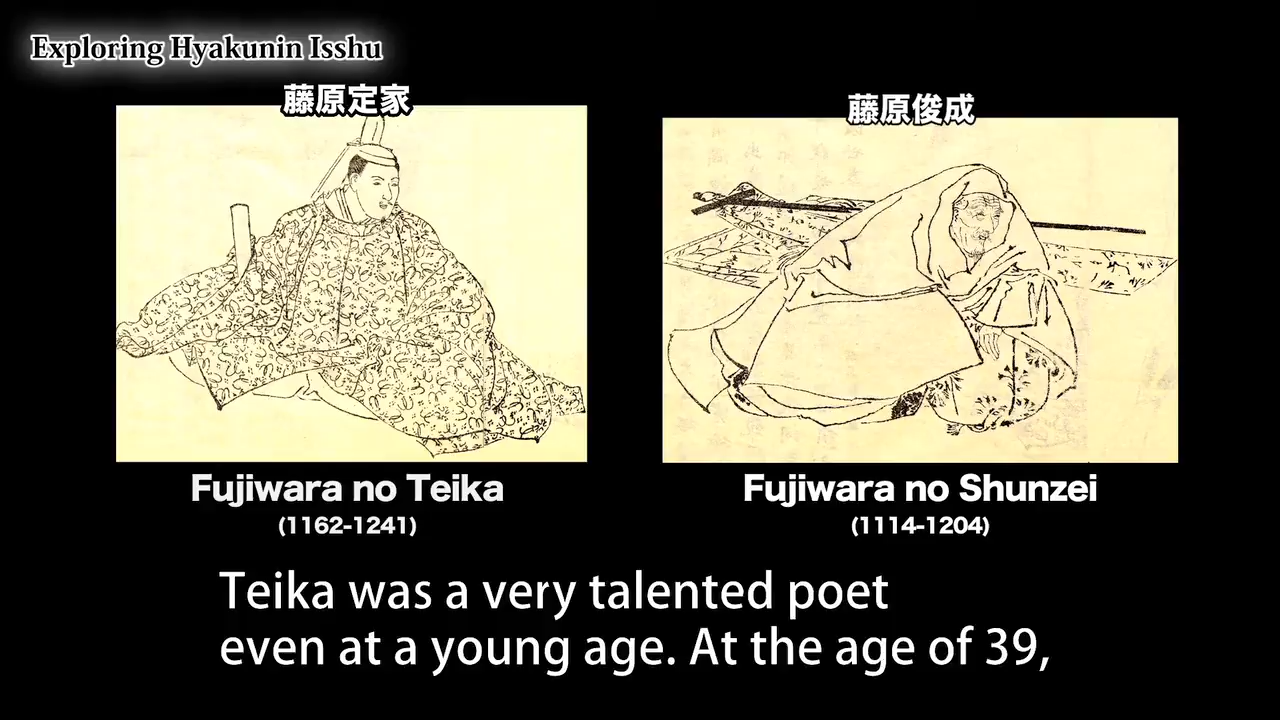 Exploring Hyakunin Isshu
藤原定家
藤原俊成
Fujiwara no Teika
(1162-1241)
Fujiwara no Shunzei
(1114-1204)
Teika was a very talented poet
even at a young age. At the age of 39,